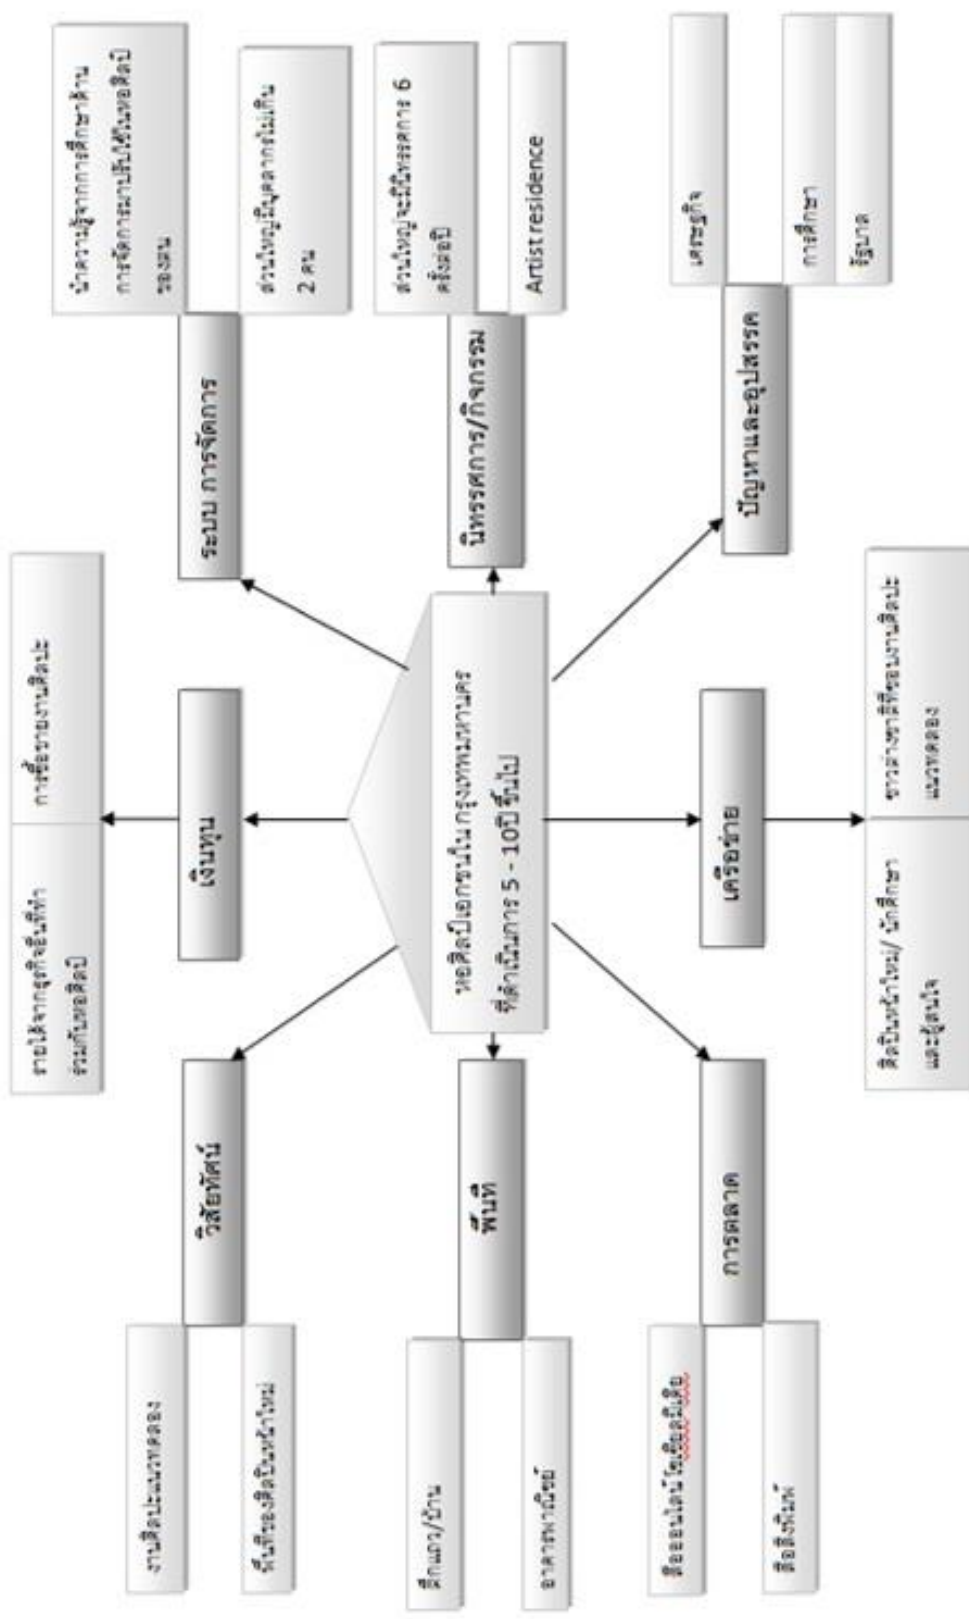 งานศิลปะแนวทดลอง
พื้นที่ของศิลปินหน้าใหม่
วิสัยทัศน์
รายได้จากธุรกิจอื่นที่ทำ
ร่วมกับหอศิลป์
การซื้อขายงานศิลปะ
เงินทุน
ระบบ การจัดการ
นำความรู้จากการศึกษาด้าน
การจัดการมาปรับใช้ในหอศิลป์
ของตน
ส่วนใหญ่มีบุคลากรไม่เกิน
2 คน
ตึกแถว/บ้าน
อาคารพาณิชย์
พื้นที่
หอศิลป์เอกชนในกรุงเทพมหานคร
ที่ดำเนินการ 5 - 10ปี ขึ้นไป
นิทรรศการ/กิจกรรม
ส่วนใหญ่จะมีนิทรรศการ 6
ครั้งต่อปี
Artist residence
สื่อออนไลน์ โซเชียลมีเดีย
สื่อสิ่งพิมพ์
การตลาด
เครือข่าย
ศิลปินหน้าใหม่/ นักศึกษา
และผู้สนใจ
ชาวต่างชาติที่ชอบงานศิลปะ
แนวทดลอง
ปัญหาและอุปสรรค
เศรษฐกิจ
การศึกษา
รัฐบาล